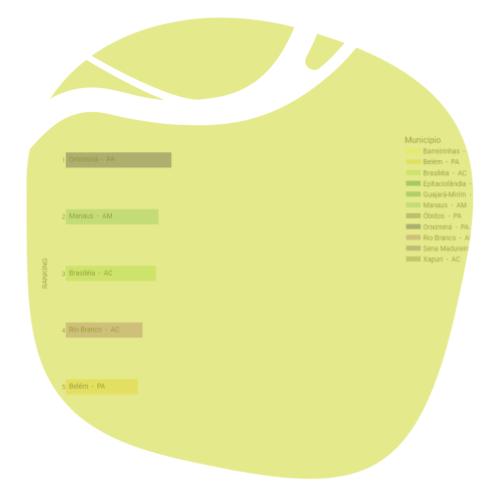 Município
Barreirinhas -
Belém - PA
Brasiléia - AC
Epitaciolândia -
Guajará-Mirim -
Manaus - AM
Óbidos - PA
Oriximiná - PA
Rio Branco - A
Sena Madureir
Xapuri - AC
1 Oriximiná - PA
2 Manaus - AM
RANKING
3 Brasiléia - AC
4 Rio Branco - AC
5 Belém - PA